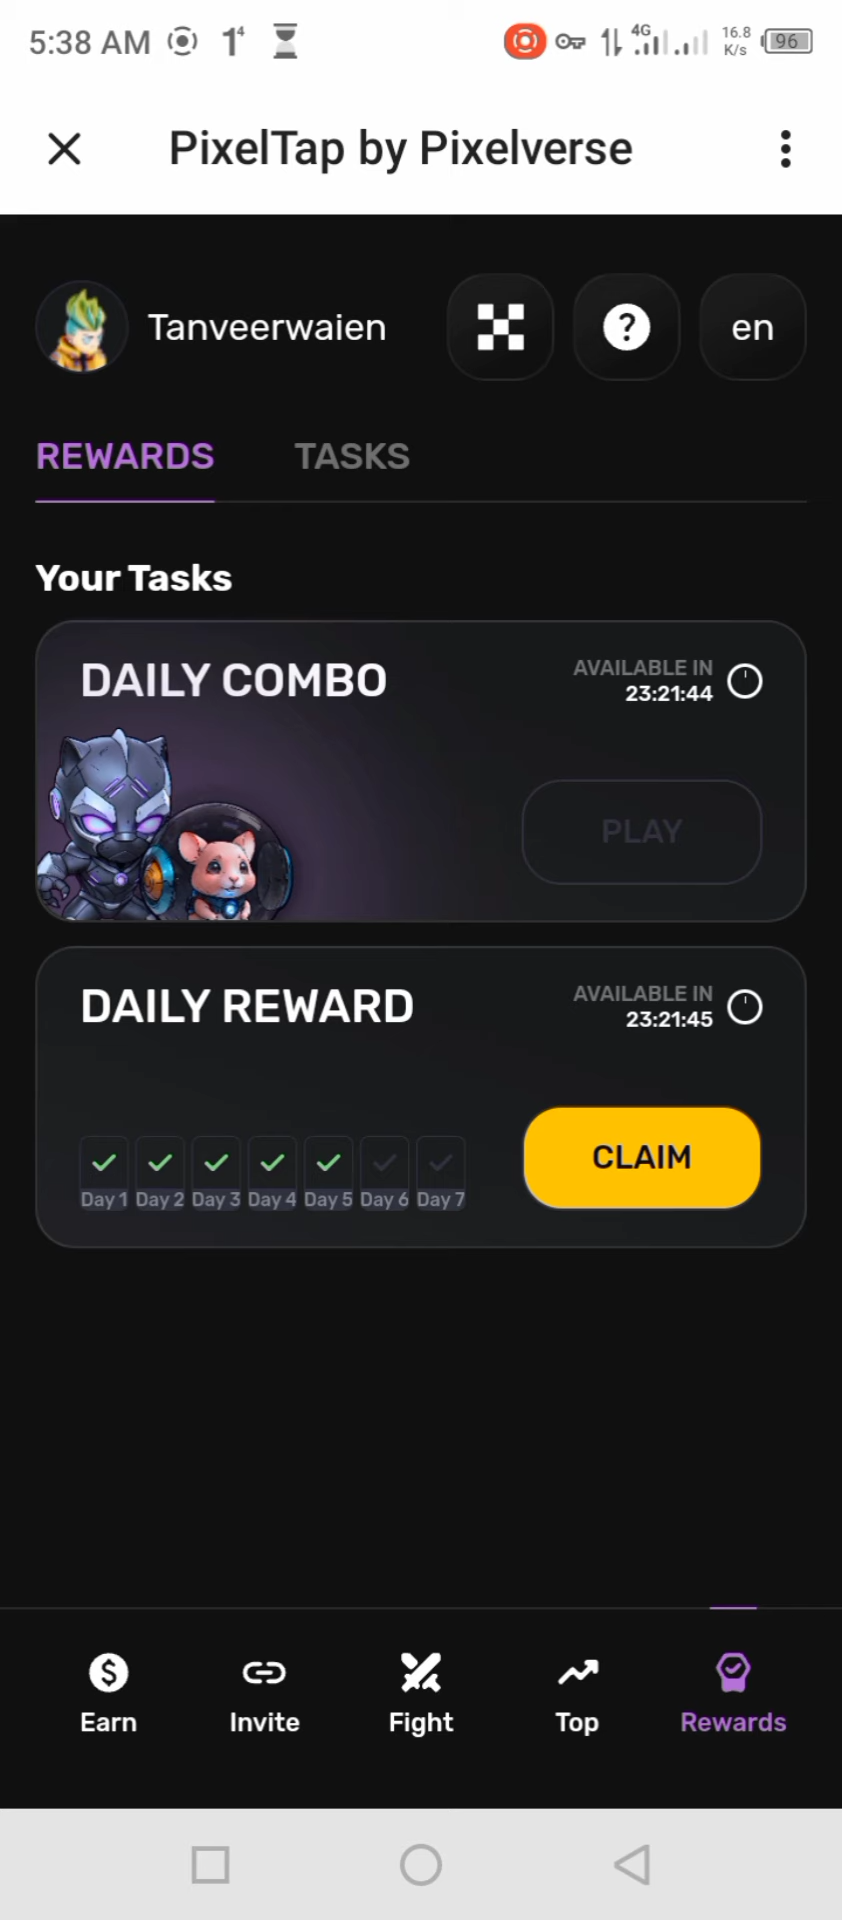 5:38 AM 1⁴ 4G 16.8 K/s 96
PixelTap by Pixelverse
Tanveerwaien ? en
REWARDS TASKS
Your Tasks
DAILY COMBO
AVAILABLE IN
23:21:44
PLAY
DAILY REWARD
AVAILABLE IN
23:21:45
CLAIM
Day 1 Day 2 Day 3 Day 4 Day 5 Day 6 Day 7
Earn Invite Fight Top Rewards